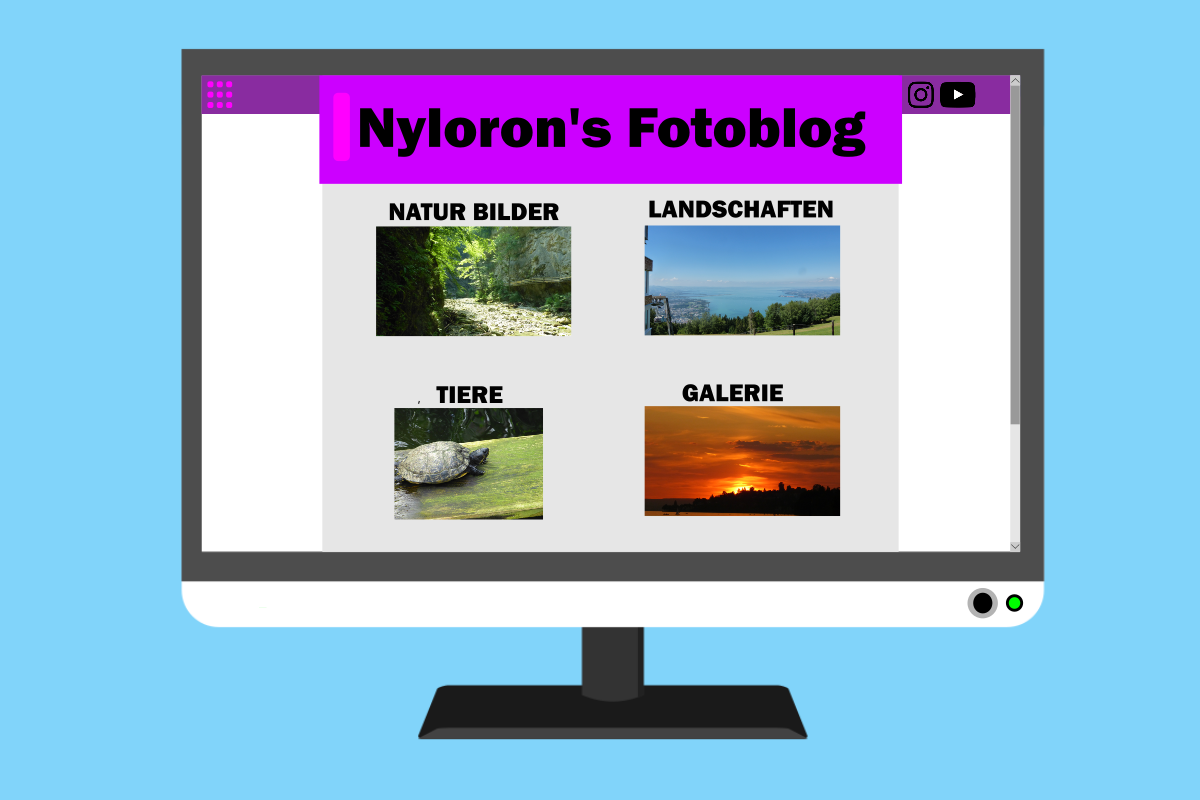 Nyloron's Fotoblog
NATUR BILDER
LANDSCHAFTEN
TIERE
GALERIE